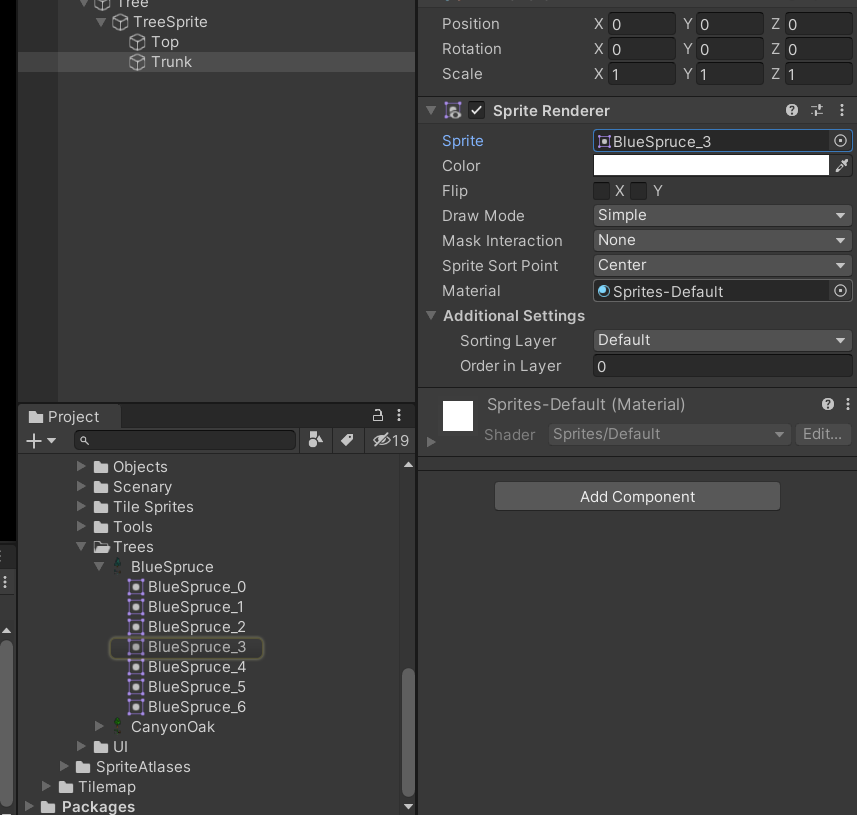 Tree
TreeSprite
Top
Trunk
Position X 0 Y 0 Z 0
Rotation X 0 Y 0 Z 0
Scale X 1 Y 1 Z 1
Sprite Renderer
Sprite BlueSpruce_3
Color
Flip X Y
Draw Mode Simple
Mask Interaction None
Sprite Sort Point Center
Material Sprites-Default
Additional Settings
Sorting Layer Default
Order in Layer 0
Sprites-Default (Material)
Shader Sprites/Default Edit...
Add Component
Project
19
Objects
Scenary
Tile Sprites
Tools
Trees
BlueSpruce
BlueSpruce_0
BlueSpruce_1
BlueSpruce_2
BlueSpruce_3
BlueSpruce_4
BlueSpruce_5
BlueSpruce_6
CanyonOak
UI
SpriteAtlases
Tilemap
Packages